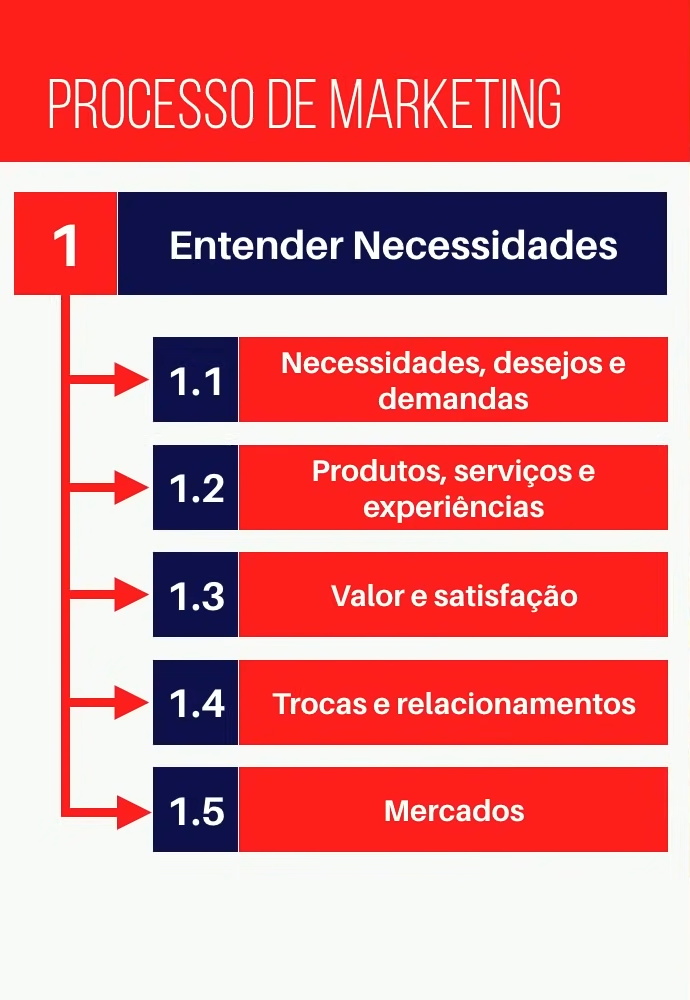 PROCESSO DE MARKETING
1
Entender Necessidades
1.1
Necessidades, desejos e
demandas
1.2
Produtos, serviços e
experiências
1.3
Valor e satisfação
1.4
Trocas e relacionamentos
1.5
Mercados